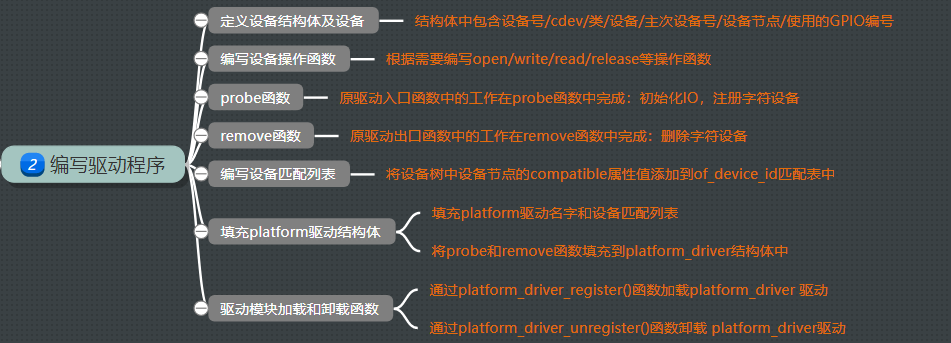 定义设备结构体及设备
结构体中包含设备号/cdev/类/设备/主次设备号/设备节点/使用的GPIO编号
编写设备操作函数
根据需要编写open/write/read/release等操作函数
probe函数
原驱动入口函数中的工作在probe函数中完成：初始化IO，注册字符设备
remove函数
原驱动出口函数中的工作在remove函数中完成：删除字符设备
2 编写驱动程序
编写设备匹配列表
将设备树中设备节点的compatible属性值添加到of_device_id匹配表中
填充platform驱动结构体
填充platform驱动名字和设备匹配列表
将probe和remove函数填充到platform_driver结构体中
驱动模块加载和卸载函数
通过platform_driver_register()函数加载platform_driver 驱动
通过platform_driver_unregister()函数卸载 platform_driver驱动